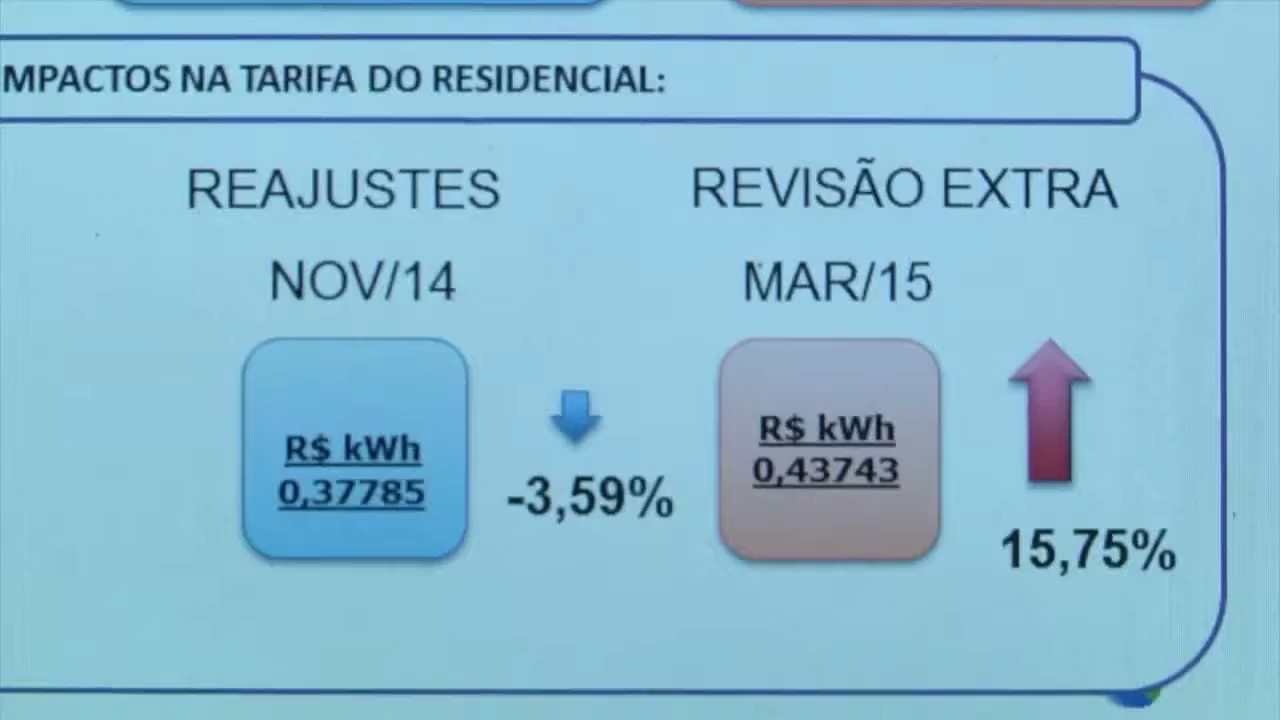 MPACTOS NA TARIFA DO RESIDENCIAL:
REAJUSTES
NOV/14
R$ kWh
0,37785
-3,59%
REVISÃO EXTRA
MAR/15
R$ kWh
0,43743
15,75%